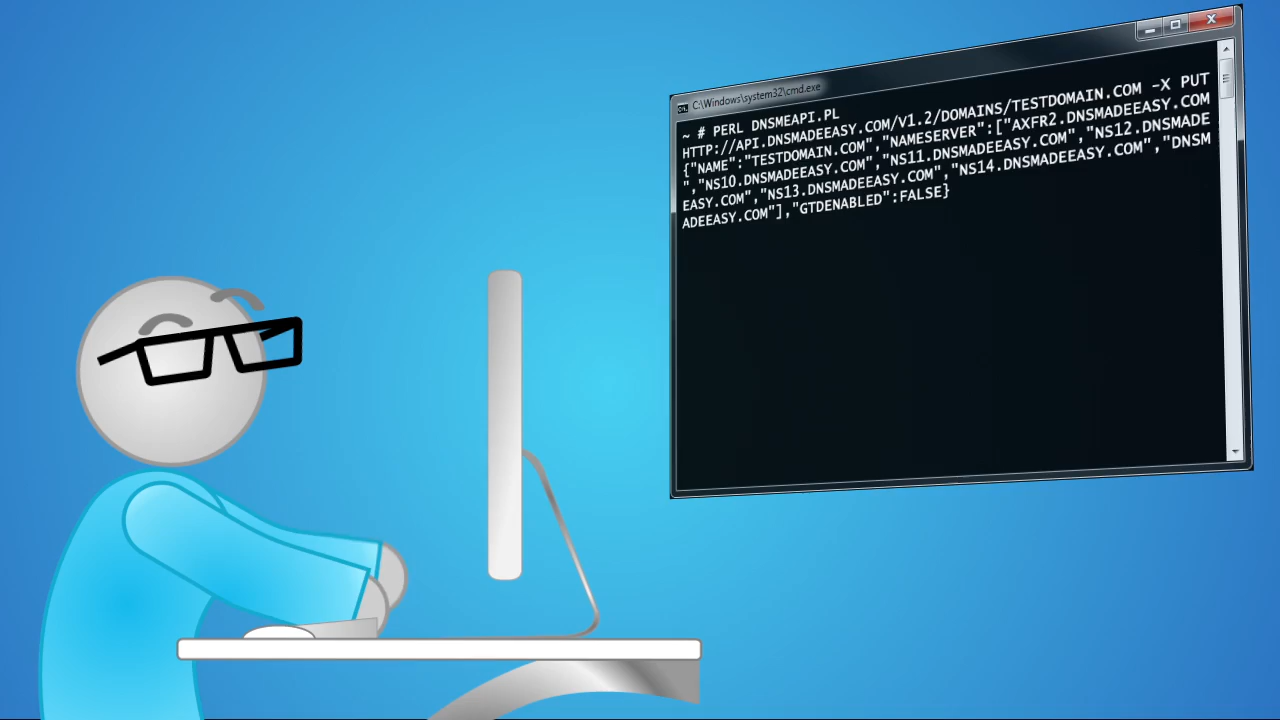 C:\Windows\system32\cmd.exe
~ # PERL DNSMEAPI.PL
HTTP://API.DNSMADEEASY.COM/V1.2/DOMAINS/TESTDOMAIN.COM -X PUT
{"NAME":"TESTDOMAIN.COM","NAMESERVER":["AXFR2.DNSMADEEASY.COM
","NS10.DNSMADEEASY.COM","NS11.DNSMADEEASY.COM","NS12.DNSMADE
EASY.COM","NS13.DNSMADEEASY.COM","NS14.DNSMADEEASY.COM","DNSM
ADEEASY.COM"],"GTDENABLED":FALSE}